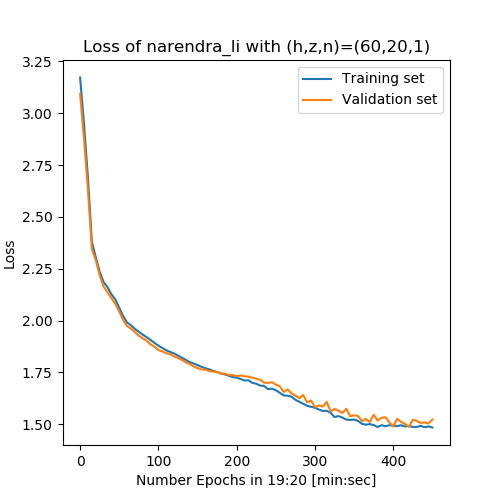 Loss of narendra_li with (h,z,n)=(60,20,1)
Training set
Validation set
Loss
3.25
3.00
2.75
2.50
2.25
2.00
1.75
1.50
0 100 200 300 400
Number Epochs in 19:20 [min:sec]